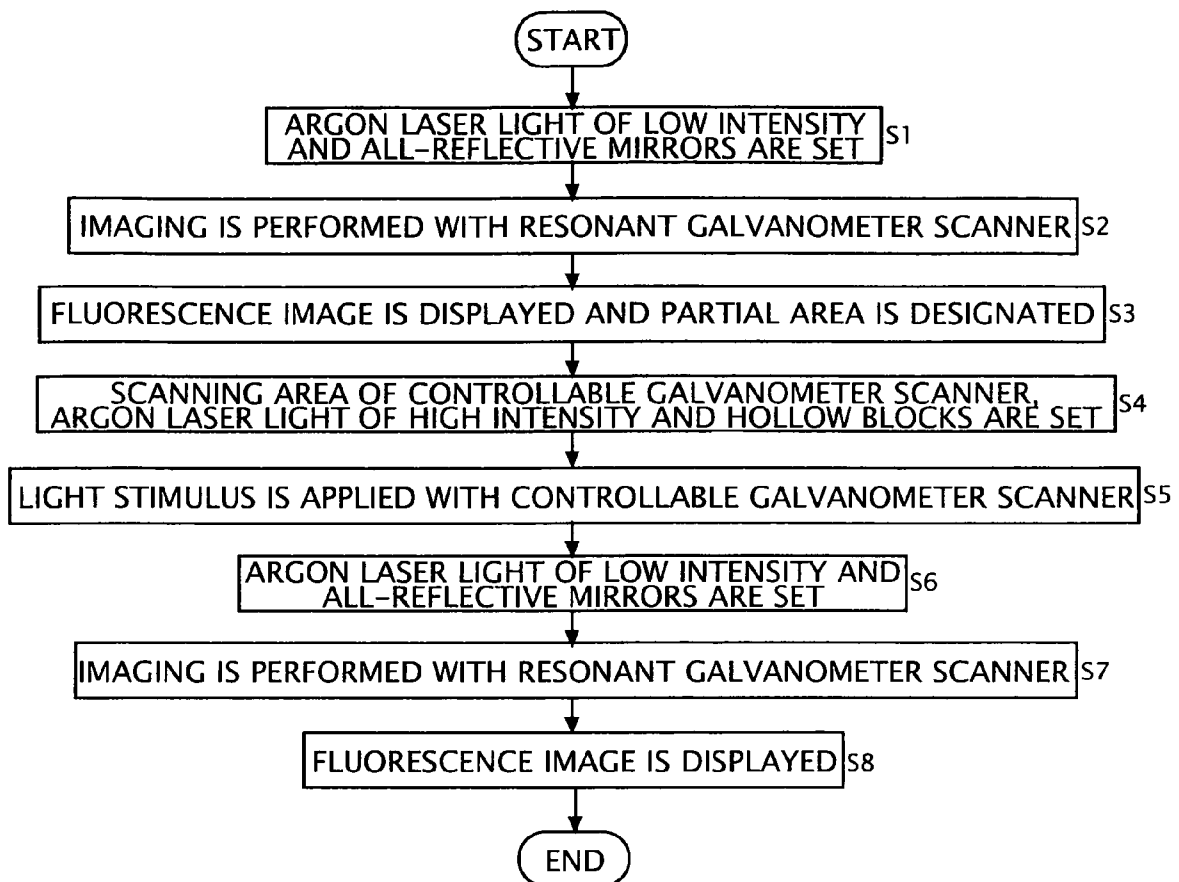 START
ARGON LASER LIGHT OF LOW INTENSITY
AND ALL-REFLECTIVE MIRRORS ARE SET
S1
IMAGING IS PERFORMED WITH RESONANT GALVANOMETER SCANNER
S2
FLUORESCENCE IMAGE IS DISPLAYED AND PARTIAL AREA IS DESIGNATED
S3
SCANNING AREA OF CONTROLLABLE GALVANOMETER SCANNER,
ARGON LASER LIGHT OF HIGH INTENSITY AND HOLLOW BLOCKS ARE SET
S4
LIGHT STIMULUS IS APPLIED WITH CONTROLLABLE GALVANOMETER SCANNER
S5
ARGON LASER LIGHT OF LOW INTENSITY AND
ALL-REFLECTIVE MIRRORS ARE SET
S6
IMAGING IS PERFORMED WITH RESONANT GALVANOMETER SCANNER
S7
FLUORESCENCE IMAGE IS DISPLAYED
S8
END